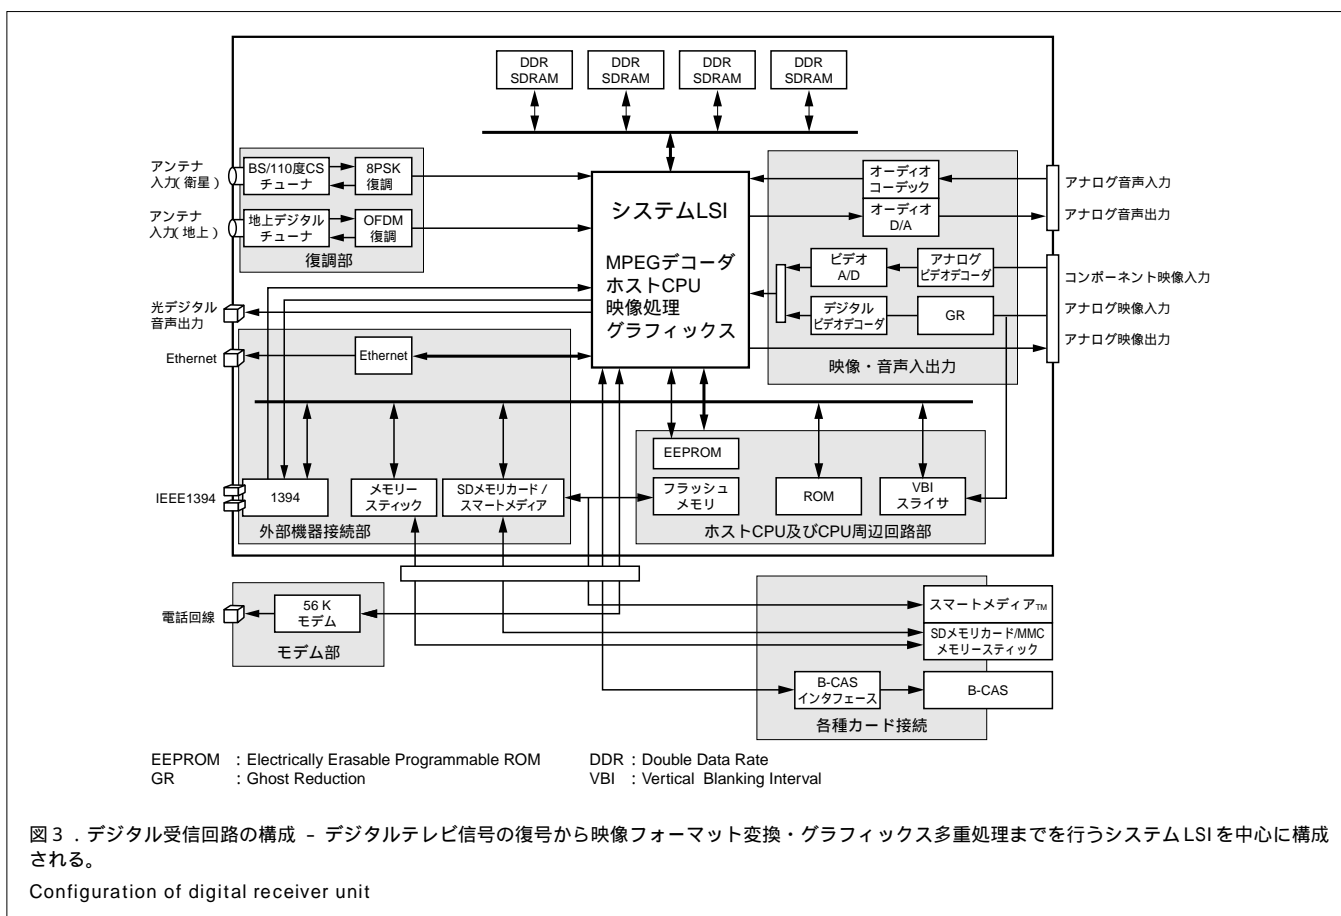 DDR
SDRAM
DDR
SDRAM
DDR
SDRAM
DDR
SDRAM
アンテナ
入力(衛星)
BS/110度CS
チューナ
8PSK
復調
アンテナ
入力(地上)
地上デジタル
チューナ
OFDM
復調
復調部
システムLSI
MPEGデコーダ
ホストCPU
映像処理
グラフィックス
オーディオ
コーデック
オーディオ
D/A
アナログ音声入力
アナログ音声出力
ビデオ
A/D
アナログ
ビデオデコーダ
デジタル
ビデオデコーダ
GR
コンポーネント映像入力
アナログ映像入力
アナログ映像出力
映像・音声入出力
光デジタル
音声出力
Ethernet
Ethernet
IEEE1394
1394
メモリー
スティック
SDメモリカード/
スマートメディア
外部機器接続部
EEPROM
フラッシュ
メモリ
ROM
VBI
スライサ
ホストCPU及びCPU周辺回路部
電話回線
56K
モデム
モデム部
スマートメディアTM
SDメモリカード/MMC
メモリースティック
B-CAS
インタフェース
B-CAS
各種カード接続
EEPROM :Electrically Erasable Programmable ROM
GR :Ghost Reduction
DDR :Double Data Rate
VBI :Vertical Blanking Interval
図3.デジタル受信回路の構成 − デジタルテレビ信号の復号から映像フォーマット変換・グラフィックス多重処理までを行うシステムLSIを中心に構成
される。
Configuration of digital receiver unit